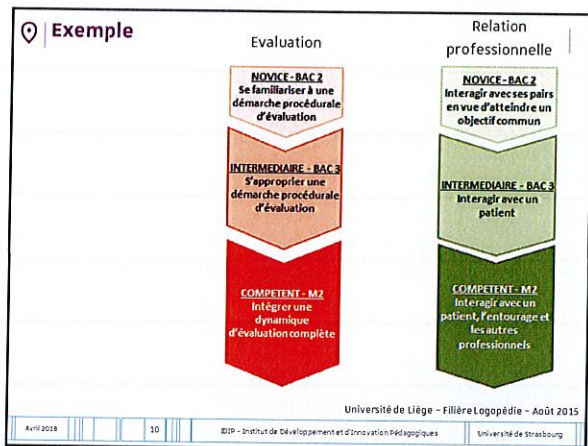 Exemple
Evaluation
Relation
professionnelle
NOVICE - BAC 2
Se familiariser à une
démarche procédurale
d'évaluation
NOVICE - BAC 2
Interagir avec ses pairs
en vue d'atteindre un
objectif commun
INTERMEDIAIRE - BAC 3
S'approprier une
démarche procédurale
d'évaluation
INTERMEDIAIRE - BAC 3
Interagir avec un
patient
COMPETENT - M2
Intégrer une
dynamique
d'évaluation complète
COMPETENT - M2
Interagir avec un
patient, l'entourage et
les autres
professionnels
Université de Liège - Filière Logopédie - Août 2015
Avril 2018
10
IDIP - Institut de Développement et d'Innovation Pédagogiques
Université de Strasbourg